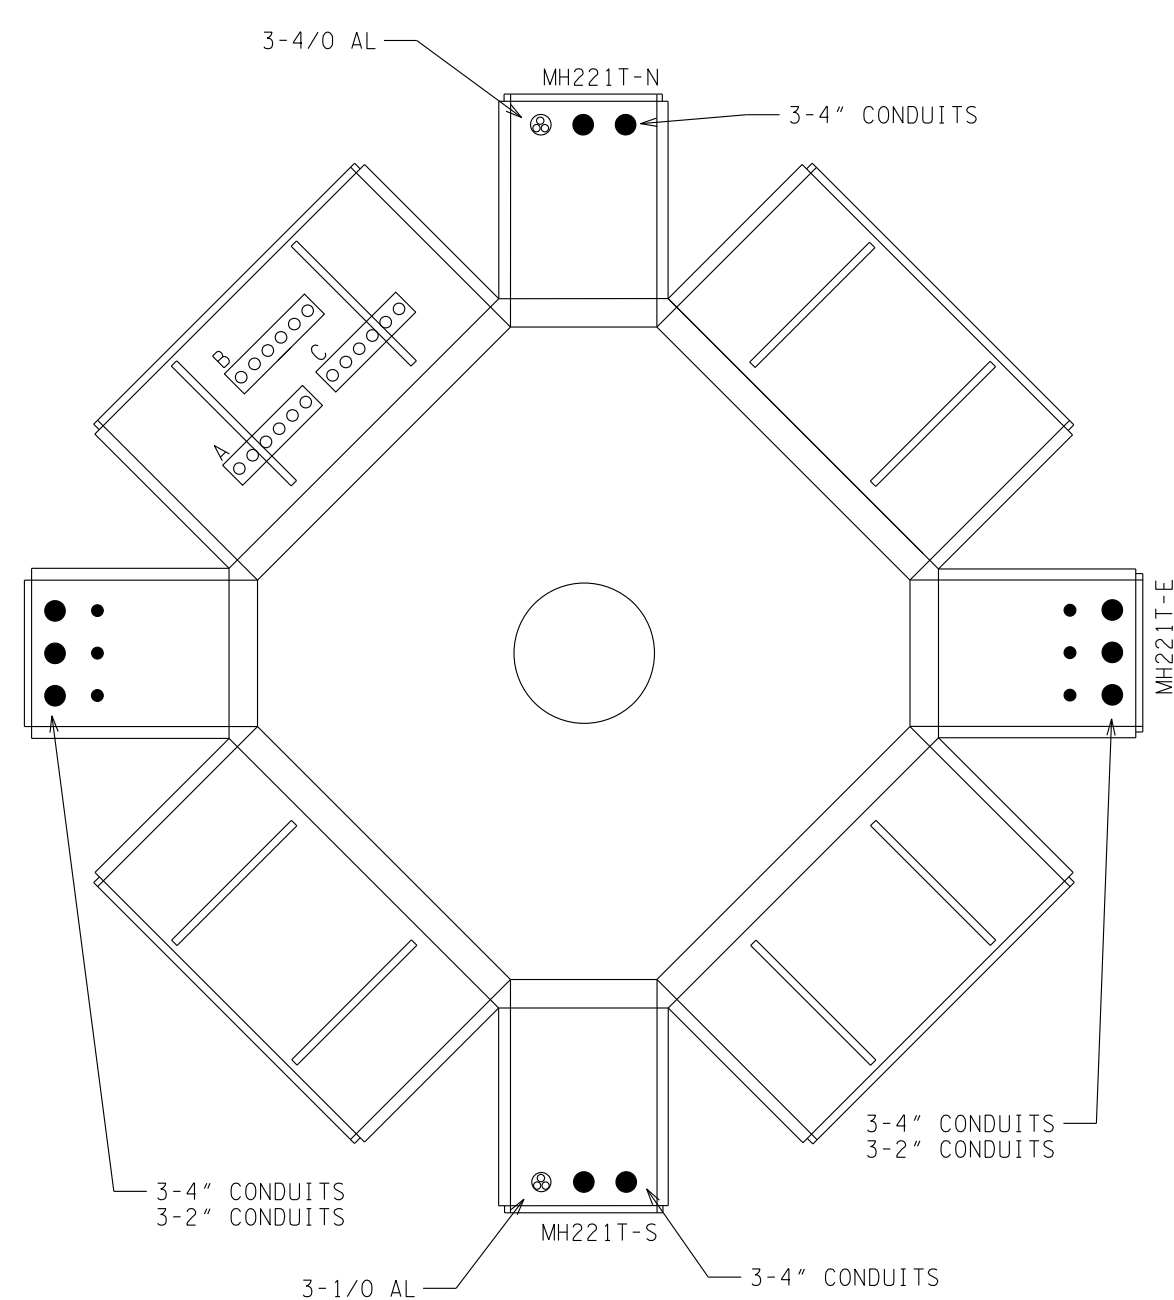 3-4/0 AL
MH221T-N
3-4" CONDUITS
B
C
A
MH221T-E
3-4" CONDUITS
3-2" CONDUITS
3-4" CONDUITS
3-2" CONDUITS
MH221T-S
3-4" CONDUITS
3-1/0 AL